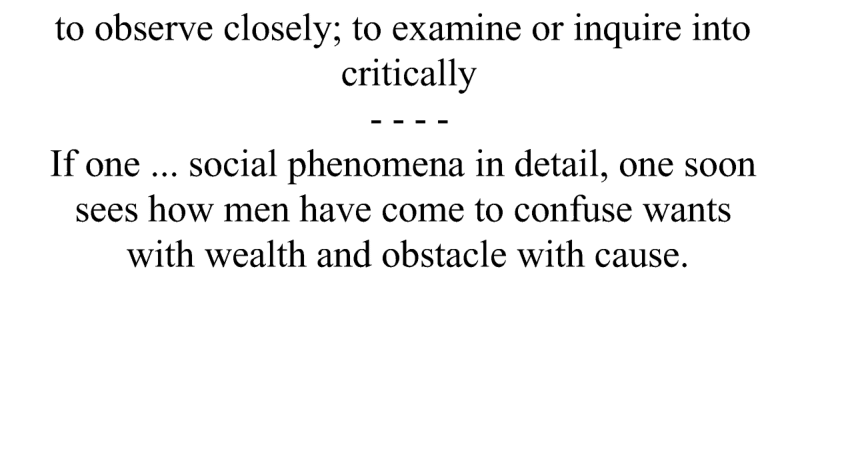 to observe closely; to examine or inquire into
critically
- - - -
If one ... social phenomena in detail, one soon
sees how men have come to confuse wants
with wealth and obstacle with cause.